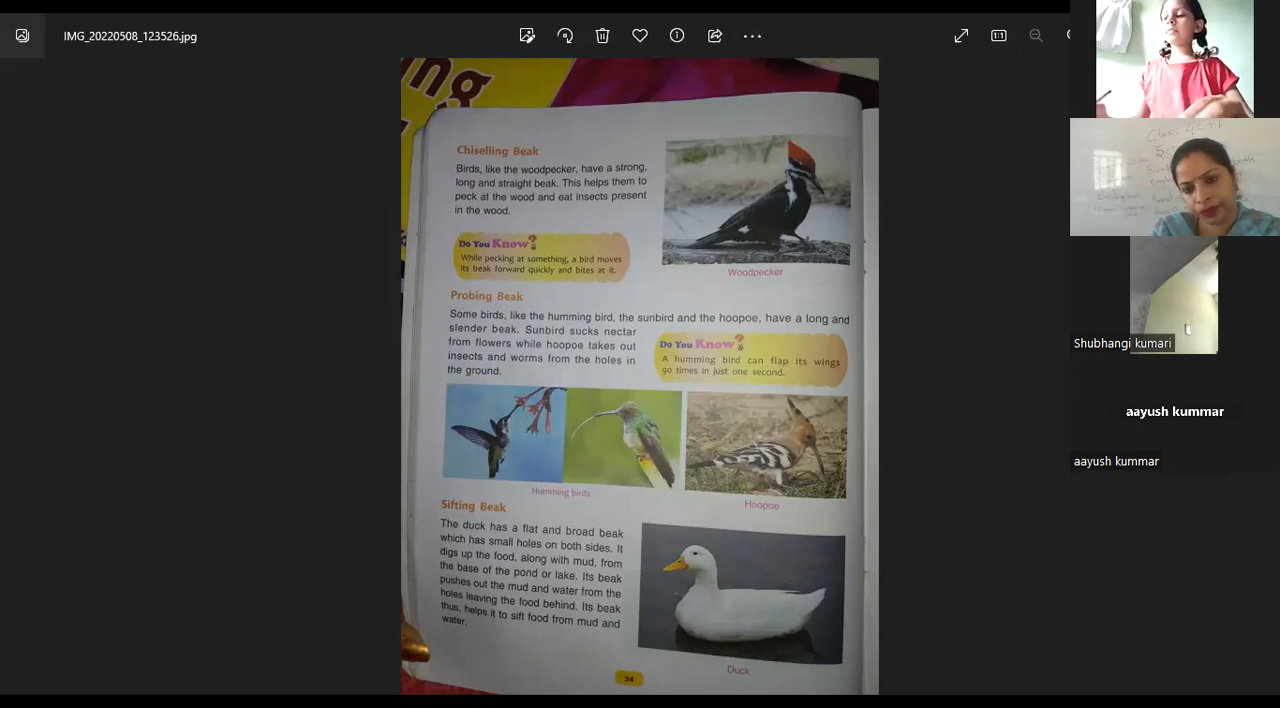 IMG_20220508_123526.jpg
1:1
ng
Chiselling Beak
Birds, like the woodpecker, have a strong,
long and straight beak. This helps them to
peck at the wood and eat insects present
in the wood.
Do You Know?
While pecking at something, a bird moves
its beak forward quickly and bites at it.
Woodpecker
Probing Beak
Some birds, like the humming bird, the sunbird and the hoopoe, have a long and
slender beak. Sunbird sucks nectar
from flowers while hoopoe takes out
insects and worms from the holes in
the ground.
Do You Know?
A humming bird can flap its wings
90 times in just one second.
Humming birds
Hoopoe
Sifting Beak
The duck has a flat and broad beak
which has small holes on both sides. It
digs up the food, along with mud, from
the base of the pond or lake. Its beak
pushes out the mud and water from the
holes leaving the food behind. Its beak
thus, helps it to sift food from mud and
water.
Duck
34
Class 4
Shubhangi kumari
aayush kummar
aayush kummar